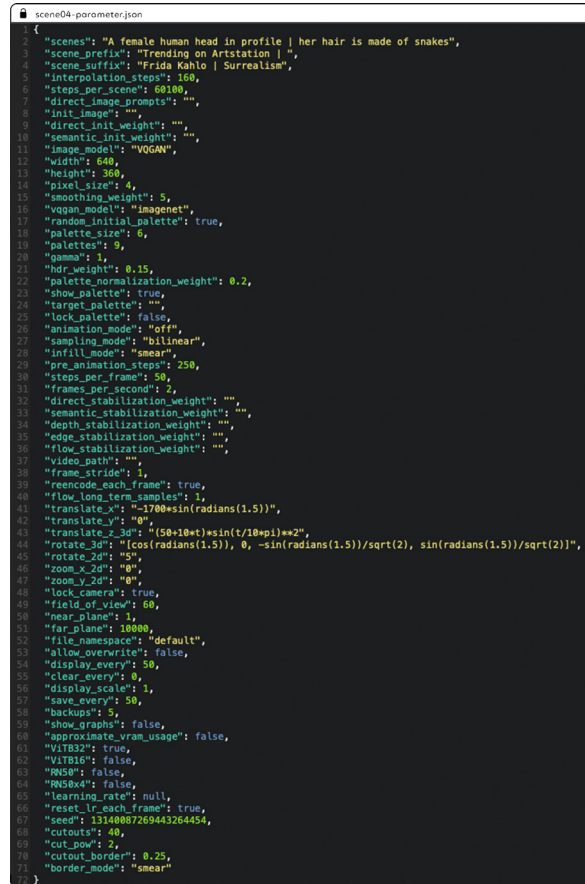 scene04-parameter.json
1 {
2 "scenes": "A female human head in profile | her hair is made of snakes",
3 "scene_prefix": "Trending on Artstation | ",
4 "scene_suffix": "Frida Kahlo | Surrealism",
5 "interpolation_steps": 160,
6 "steps_per_scene": 60100,
7 "direct_image_prompts": "",
8 "init_image": "",
9 "direct_init_weight": "",
10 "semantic_init_weight": "",
11 "image_model": "VQGAN",
12 "width": 640,
13 "height": 360,
14 "pixel_size": 4,
15 "smoothing_weight": 5,
16 "vqgan_model": "imagenet",
17 "random_initial_palette": true,
18 "palette_size": 6,
19 "palettes": 9,
20 "gamma": 1,
21 "hdr_weight": 0.15,
22 "palette_normalization_weight": 0.2,
23 "show_palette": true,
24 "target_palette": "",
25 "lock_palette": false,
26 "animation_mode": "off",
27 "sampling_mode": "bilinear",
28 "infill_mode": "smear",
29 "pre_animation_steps": 250,
30 "steps_per_frame": 50,
31 "frames_per_second": 2,
32 "direct_stabilization_weight": "",
33 "semantic_stabilization_weight": "",
34 "depth_stabilization_weight": "",
35 "edge_stabilization_weight": "",
36 "flow_stabilization_weight": "",
37 "video_path": "",
38 "frame_stride": 1,
39 "reencode_each_frame": true,
40 "flow_long_term_samples": 1,
41 "translate_x": "-1700*sin(radians(1.5))",
42 "translate_y": "0",
43 "translate_z_3d": "(50+10*t)*sin(t/10*pi)**2",
44 "rotate_3d": "[cos(radians(1.5)), 0, -sin(radians(1.5))/sqrt(2), sin(radians(1.5))/sqrt(2)]",
45 "rotate_2d": "5",
46 "zoom_x_2d": "0",
47 "zoom_y_2d": "0",
48 "lock_camera": true,
49 "field_of_view": 60,
50 "near_plane": 1,
51 "far_plane": 10000,
52 "file_namespace": "default",
53 "allow_overwrite": false,
54 "display_every": 50,
55 "clear_every": 0,
56 "display_scale": 1,
57 "save_every": 50,
58 "backups": 5,
59 "show_graphs": false,
60 "approximate_vram_usage": false,
61 "ViTB32": true,
62 "ViTB16": false,
63 "RN50": false,
64 "RN50x4": false,
65 "learning_rate": null,
66 "reset_lr_each_frame": true,
67 "seed": 13140087269443264454,
68 "cutouts": 40,
69 "cut_pow": 2,
70 "cutout_border": 0.25,
71 "border_mode": "smear"
72 }